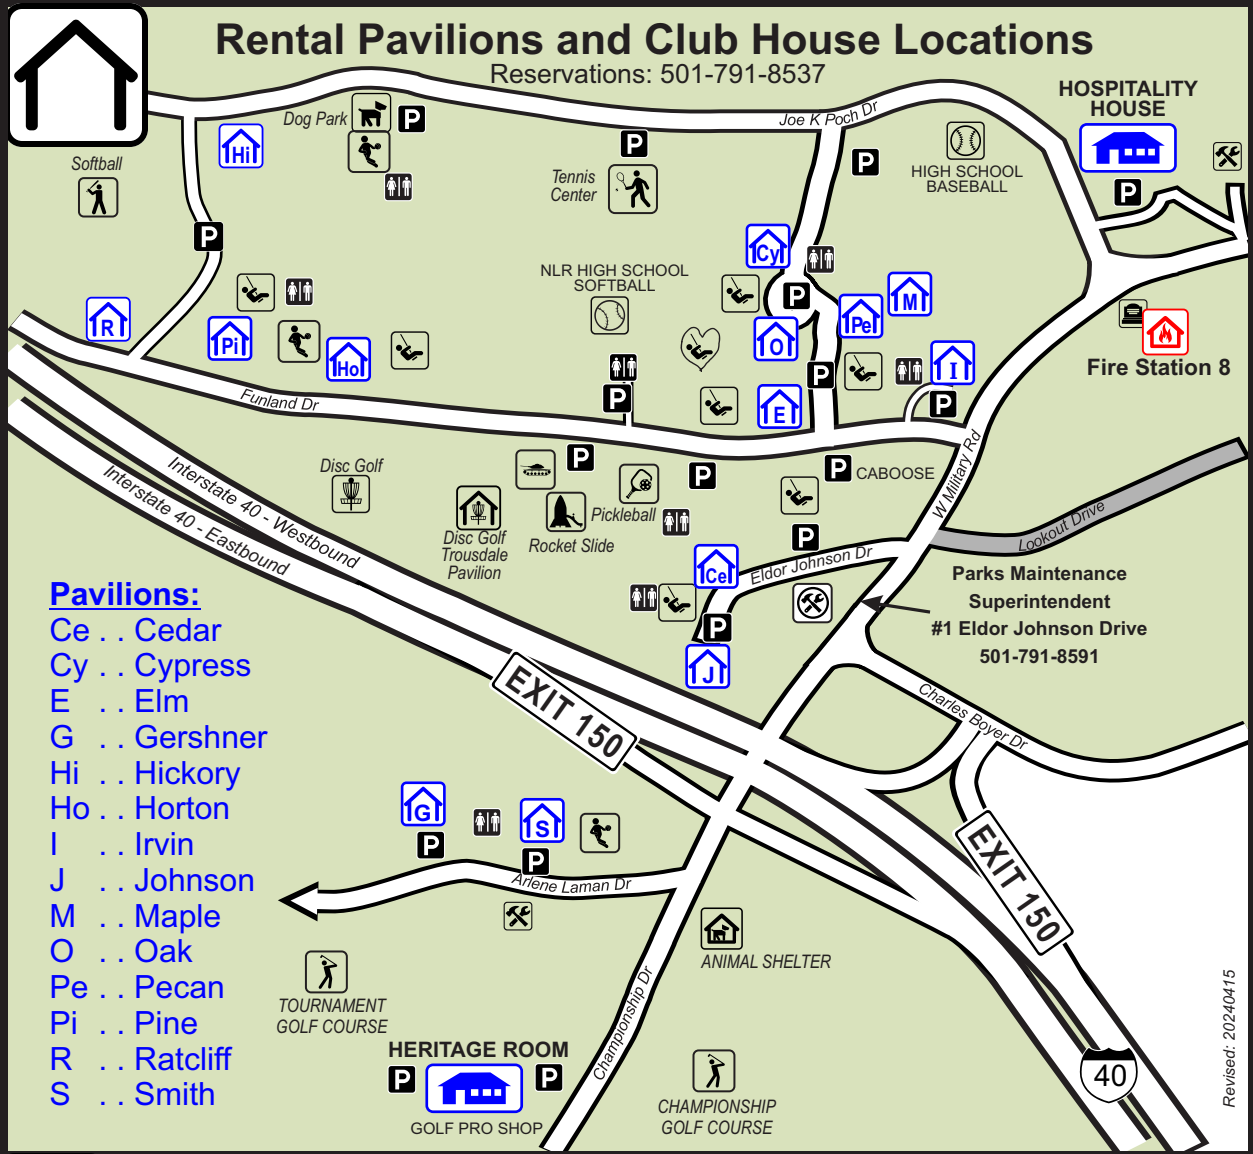 Rental Pavilions and Club House Locations
Reservations: 501-791-8537
HOSPITALITY
HOUSE
Joe K Poch Dr
Dog Park
P
Hi
Softball
P
P
HIGH SCHOOL
BASEBALL
Tennis
Center
P
P
Cy
NLR HIGH SCHOOL
SOFTBALL
P
M
Pe
R
Pi
Ho
O
P
I
Fire Station 8
Funland Dr
P
E
P
W Military Rd
P
P
P
CABOOSE
Disc Golf
Interstate 40 - Westbound
Interstate 40 - Eastbound
Pickleball
Disc Golf
Trousdale
Pavilion
Rocket Slide
P
Lookout Drive
Ce
Eldor Johnson Dr
P
J
Parks Maintenance
Superintendent
#1 Eldor Johnson Drive
501-791-8591
Pavilions:
Ce . . Cedar
Cy . . Cypress
E . . Elm
G . . Gershner
Hi . . Hickory
Ho . . Horton
I . . Irvin
J . . Johnson
M . . Maple
O . . Oak
Pe . . Pecan
Pi . . Pine
R . . Ratcliff
S . . Smith
EXIT 150
Charles Boyer Dr
G
S
P
P
EXIT 150
Arlene Laman Dr
ANIMAL SHELTER
TOURNAMENT
GOLF COURSE
Championship Dr
HERITAGE ROOM
P
P
GOLF PRO SHOP
CHAMPIONSHIP
GOLF COURSE
40
Revised: 20240415